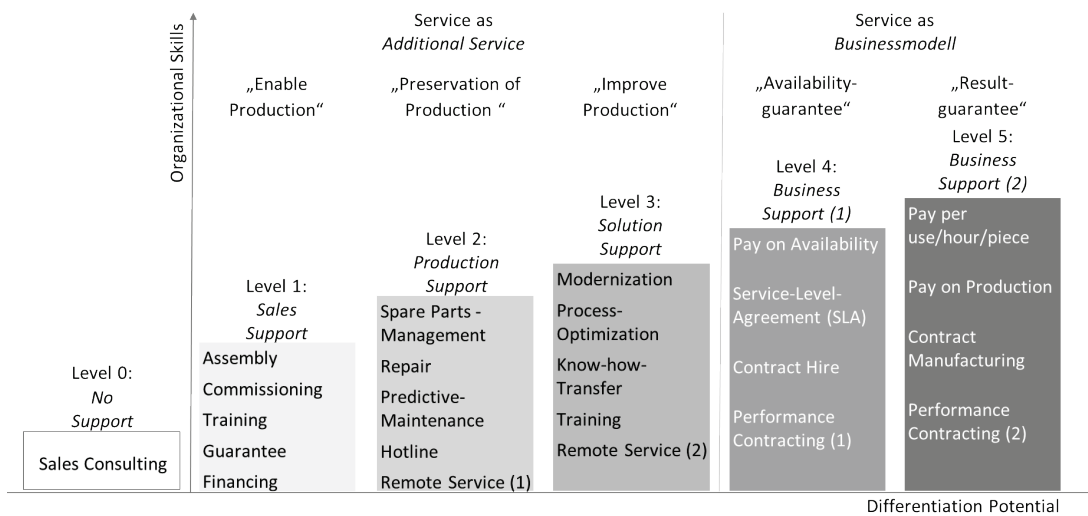 Organizational Skills
Service as
Additional Service
Service as
Businessmodell
„Enable
Production“
„Preservation of
Production “
„Improve
Production“
„Availability-
guarantee“
„Result-
guarantee“
Level 0:
No
Support
Sales Consulting
Level 1:
Sales
Support
Assembly
Commissioning
Training
Guarantee
Financing
Level 2:
Production
Support
Spare Parts -
Management
Repair
Predictive-
Maintenance
Hotline
Remote Service (1)
Level 3:
Solution
Support
Modernization
Process-
Optimization
Know-how-
Transfer
Training
Remote Service (2)
Level 4:
Business
Support (1)
Pay on Availability
Service-Level-
Agreement (SLA)
Contract Hire
Performance
Contracting (1)
Level 5:
Business
Support (2)
Pay per
use/hour/piece
Pay on Production
Contract
Manufacturing
Performance
Contracting (2)
Differentiation Potential